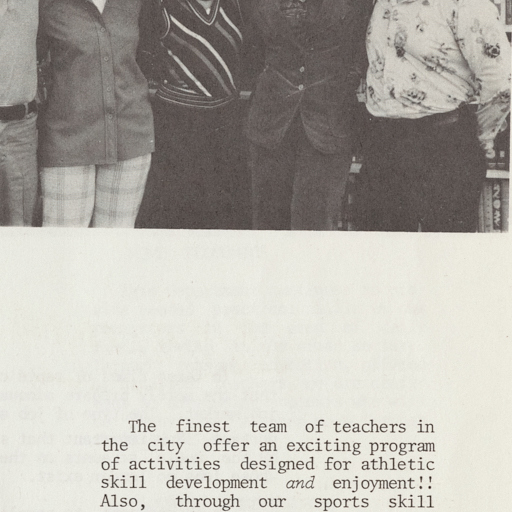 The finest team of teachers in
the city offer an exciting program
of activities designed for athletic
skill development and enjoyment!!
Also, through our sports skill